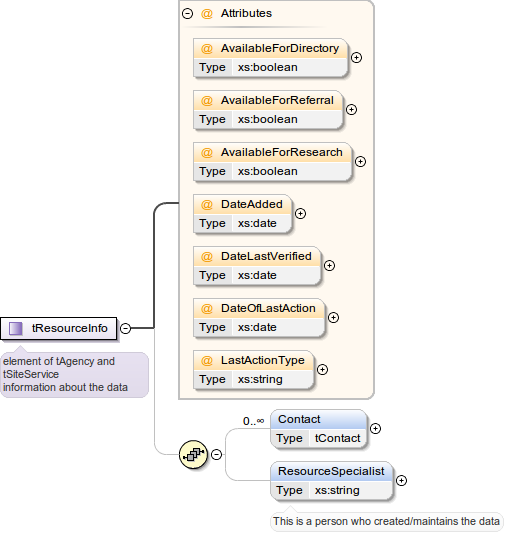 Attributes
@ AvailableForDirectory
Type xs:boolean
@ AvailableForReferral
Type xs:boolean
@ AvailableForResearch
Type xs:boolean
@ DateAdded
Type xs:date
@ DateLastVerified
Type xs:date
@ DateOfLastAction
Type xs:date
@ LastActionType
Type xs:string
tResourceInfo
element of tAgency and
tSiteService
information about the data
0..∞
Contact
Type tContact
ResourceSpecialist
Type xs:string
This is a person who created/maintains the data